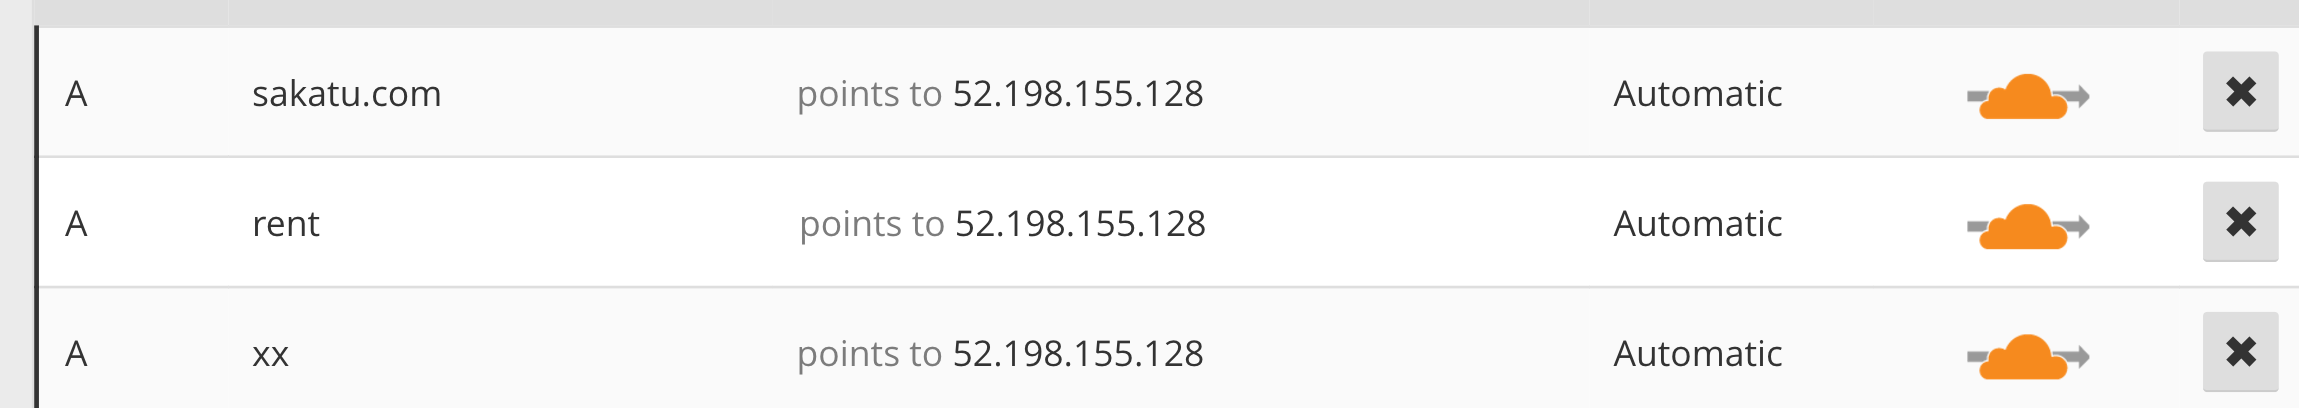 A sakatu.com points to 52.198.155.128 Automatic
A rent points to 52.198.155.128 Automatic
A xx points to 52.198.155.128 Automatic